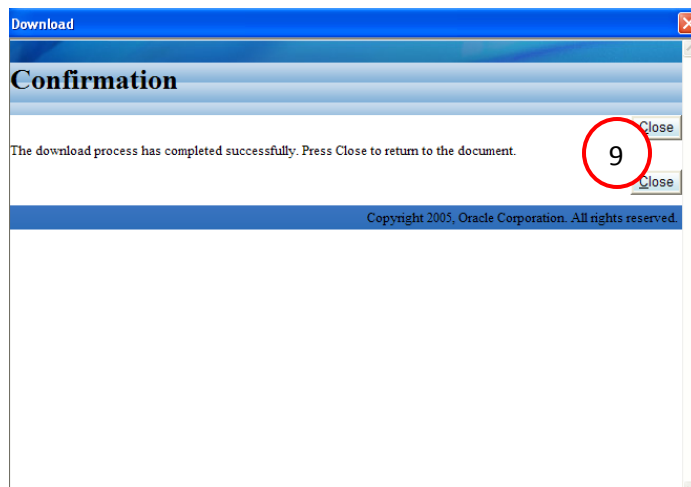 Download
Confirmation
Close
The download process has completed successfully. Press Close to return to the document.
9
Close
Copyright 2005, Oracle Corporation. All rights reserved.